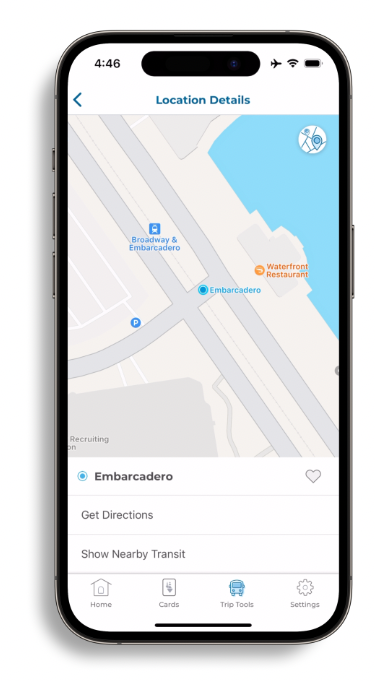 4:46
Location Details
Broadway &
Embarcadero
Waterfront
Restaurant
Embarcadero
P
Recruiting
on
Embarcadero
Get Directions
Show Nearby Transit
Home
Cards
Trip Tools
Settings